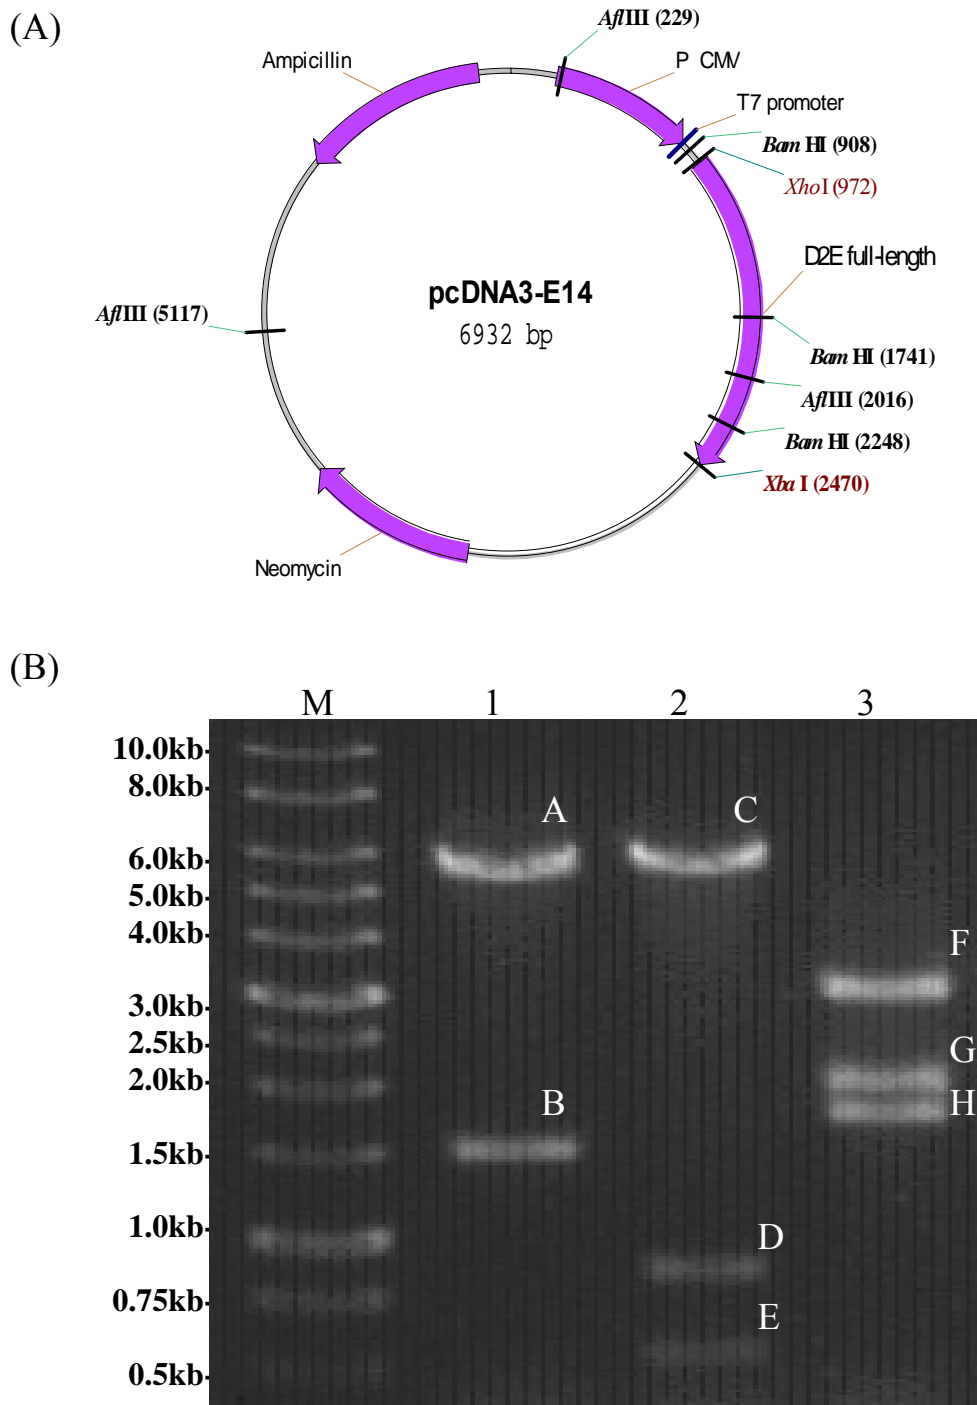 (A)
AflIII (229)
Ampicillin
P CMV
T7 promoter
Bam HI (908)
XhoI (972)
D2E full-length
pcDNA3-E14
6932 bp
AflIII (5117)
Bam HI (1741)
AflIII (2016)
Bam HI (2248)
Xba I (2470)
Neomycin
(B)
M 1 2 3
10.0kb
8.0kb
A C
6.0kb
5.0kb
4.0kb
F
3.0kb
2.5kb
G
2.0kb
B H
1.5kb
1.0kb
D
0.75kb
E
0.5kb